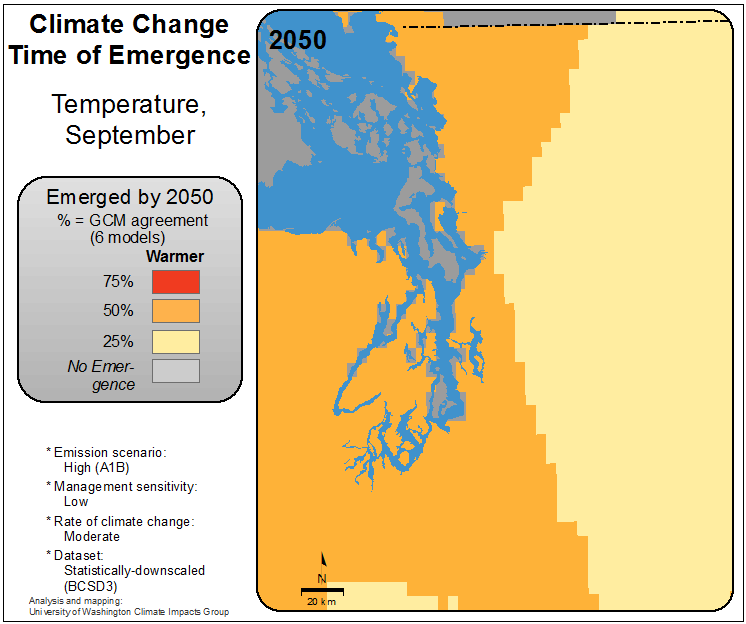 Climate Change
Time of Emergence
Temperature,
September
Emerged by 2050
% = GCM agreement
(6 models)
Warmer
75%
50%
25%
No Emer-
gence
* Emission scenario:
High (A1B)
* Management sensitivity:
Low
* Rate of climate change:
Moderate
* Dataset:
Statistically-downscaled
(BCSD3)
Analysis and mapping:
University of Washington Climate Impacts Group
2050
N
20 km